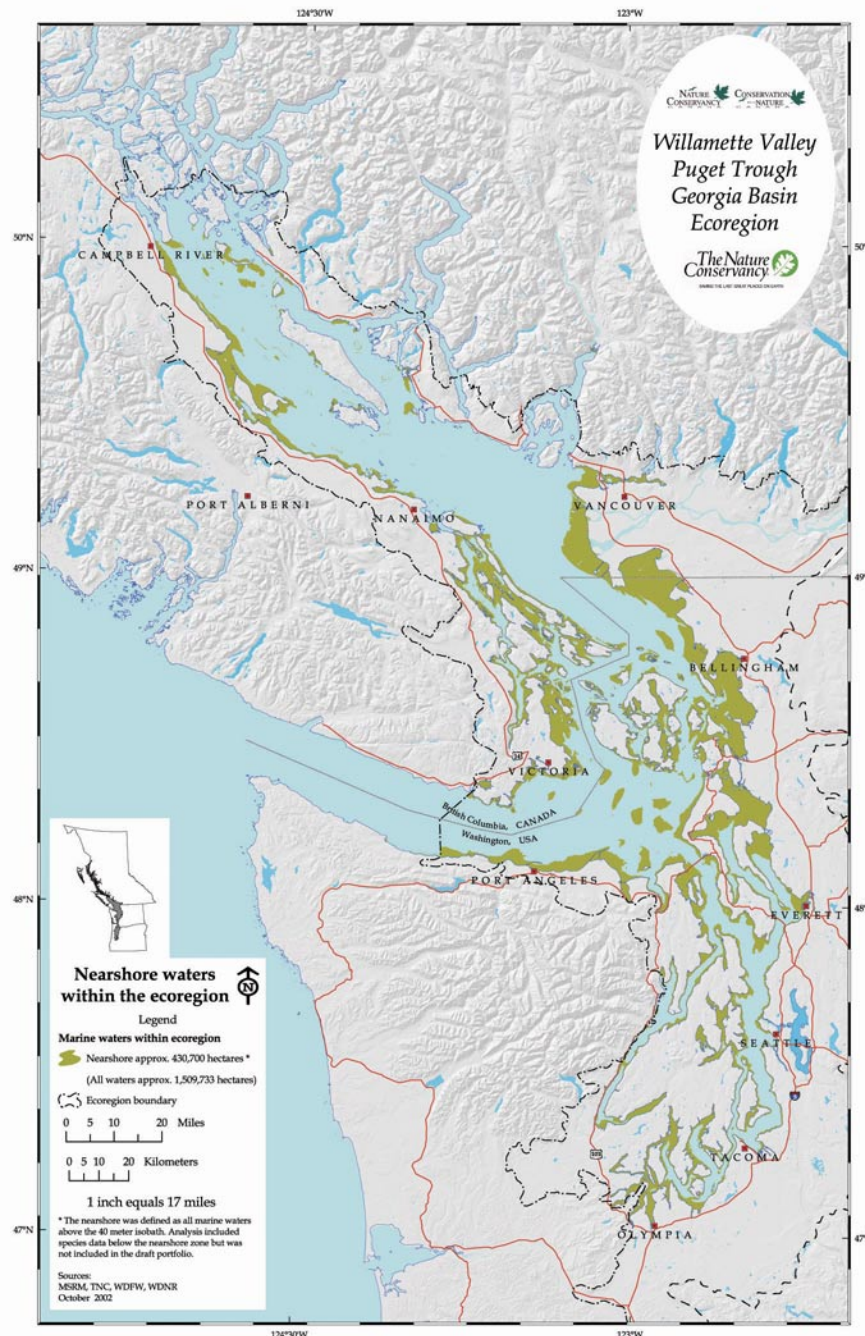 124°30'W
123°W
NATURE CONSERVANCY
CONSERVATION NATURE
CANADA
CANADA
Willamette Valley
Puget Trough
Georgia Basin
Ecoregion
The Nature
Conservancy
SAVING THE LAST GREAT PLACES ON EARTH
50°N
50°N
CAMPBELL RIVER
PORT ALBERNI
NANAIMO
VANCOUVER
49°N
49°N
BELLINGHAM
VICTORIA
British Columbia, CANADA
Washington, USA
PORT ANGELES
48°N
48°N
EVERETT
SEATTLE
TACOMA
OLYMPIA
47°N
47°N
Nearshore waters
within the ecoregion
N
Legend
Marine waters within ecoregion
Nearshore approx. 430,700 hectares *
(All waters approx. 1,509,733 hectares)
Ecoregion boundary
0 5 10 20 Miles
0 5 10 20 Kilometers
1 inch equals 17 miles
* The nearshore was defined as all marine waters
above the 40 meter isobath. Analysis included
species data below the nearshore zone but was
not included in the draft portfolio.
Sources:
MSRM, TNC, WDFW, WDNR
October 2002
124°30'W
123°W